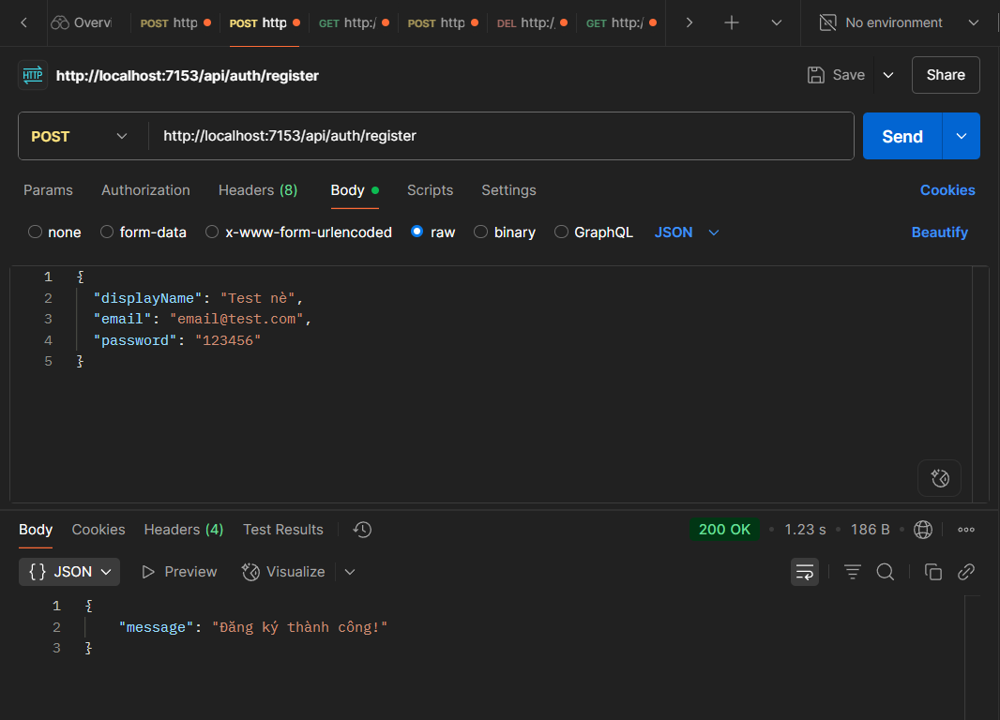 Overvi POST http POST http GET http:/ POST http DEL http:/ GET http:/ No environment
HTTP http://localhost:7153/api/auth/register Save Share
POST http://localhost:7153/api/auth/register Send
Params Authorization Headers (8) Body Scripts Settings Cookies
none form-data x-www-form-urlencoded raw binary GraphQL JSON Beautify
1 {
2 "displayName": "Test nè",
3 "email": "email@test.com",
4 "password": "123456"
5 }
Body Cookies Headers (4) Test Results 200 OK • 1.23 s • 186 B •
{} JSON Preview Visualize
1 {
2 "message": "Đăng ký thành công!"
3 }